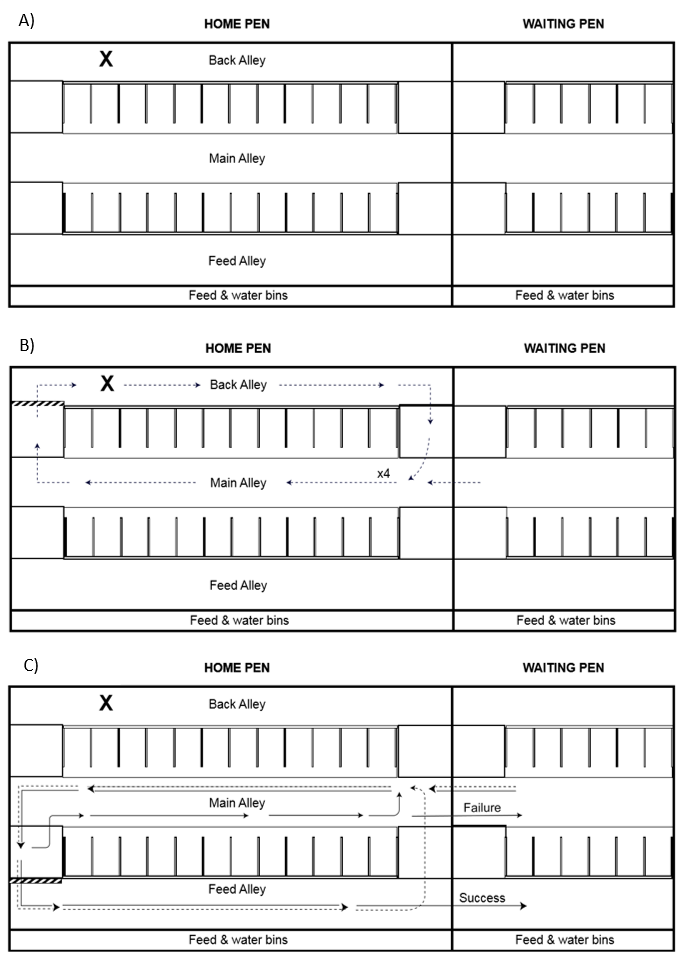 A)
HOME PEN
WAITING PEN
X
Back Alley
Main Alley
Feed Alley
Feed & water bins
Feed & water bins
B)
HOME PEN
WAITING PEN
X
Back Alley
x4
Main Alley
Feed Alley
Feed & water bins
Feed & water bins
C)
HOME PEN
WAITING PEN
X
Back Alley
Main Alley
Failure
Feed Alley
Success
Feed & water bins
Feed & water bins